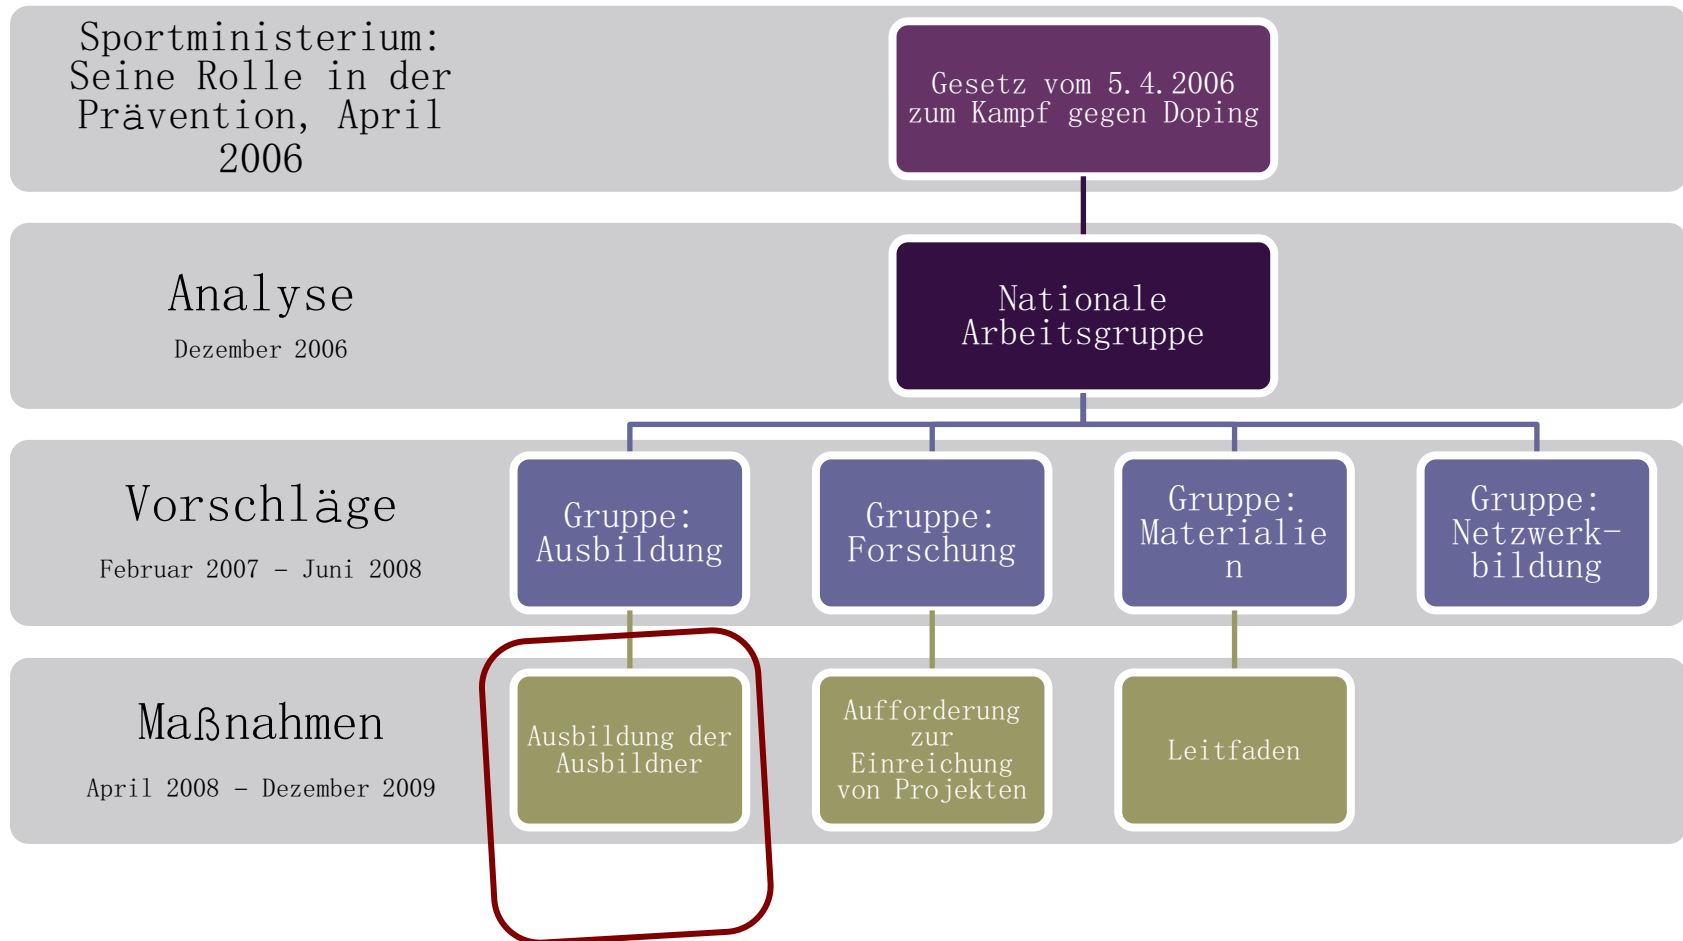 Sportministerium:
Seine Rolle in der
Prävention, April
2006
Gesetz vom 5.4.2006
zum Kampf gegen Doping
Analyse
Dezember 2006
Nationale
Arbeitsgruppe
Vorschläge
Februar 2007 – Juni 2008
Gruppe:
Ausbildung
Gruppe:
Forschung
Gruppe:
Materialie
n
Gruppe:
Netzwerk-
bildung
Maßnahmen
April 2008 – Dezember 2009
Ausbildung der
Ausbildner
Aufforderung
zur
Einreichung
von Projekten
Leitfaden